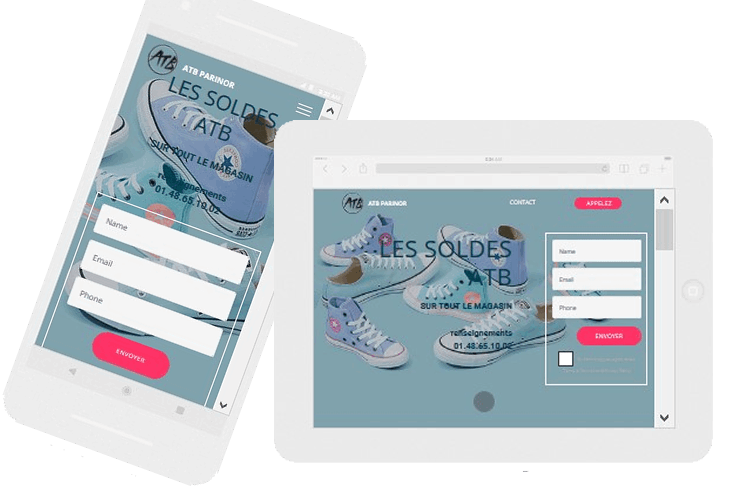 ATB
ATB PARINOR
LES SOLDES
ATB
SUR TOUT LE MAGASIN
renseignements
01.48.65.10.02
Name
Email
Phone
ENVOYER
ATB
ATB PARINOR
CONTACT
APPELEZ
LES SOLDES
ATB
SUR TOUT LE MAGASIN
renseignements
01.48.65.10.02
Name
Email
Phone
ENVOYER